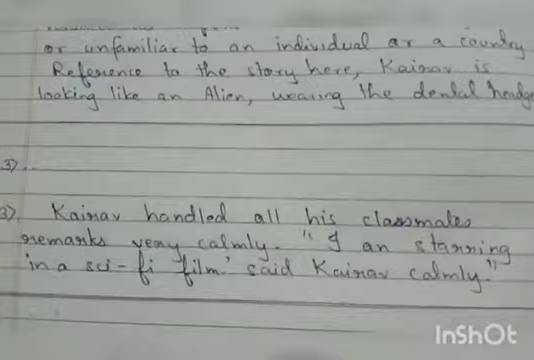 or unfamiliar to an individual or a country
Reference to the story here, Kairav is
looking like an Alien, wearing the dental headge
3)..
3) Kairav handled all his classmates
remarks very calmly. "I an starring
in a sci-fi film.' said Kairav calmly."
InShOt